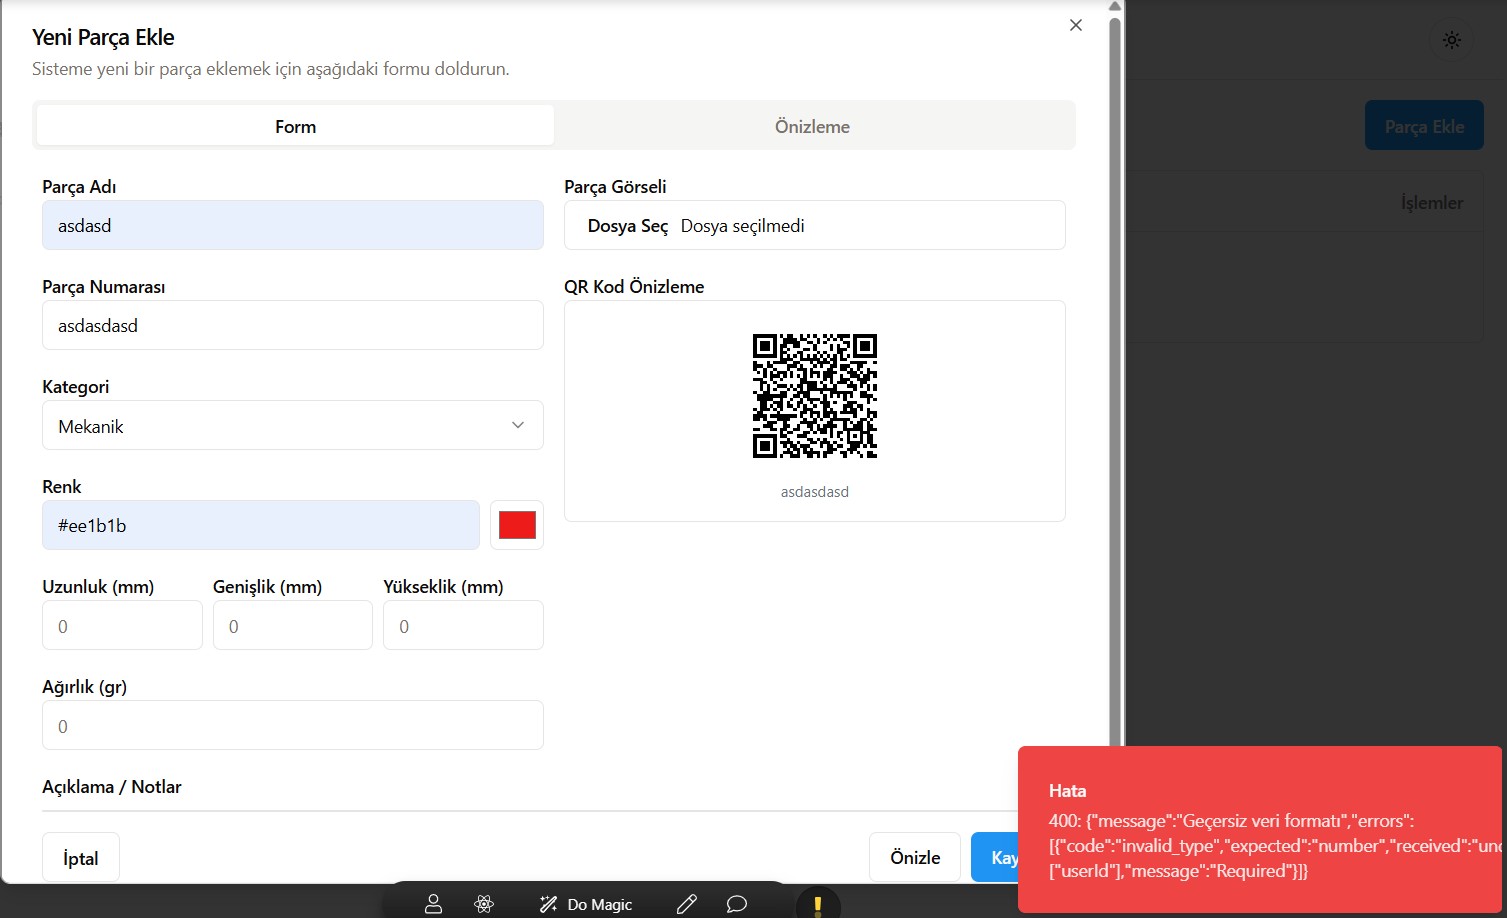 Yeni Parça Ekle
Sisteme yeni bir parça eklemek için aşağıdaki formu doldurun.
Form
Önizleme
Parça Ekle
İşlemler
Parça Adı
asdasd
Parça Görseli
Dosya Seç Dosya seçilmedi
Parça Numarası
asdasdasd
QR Kod Önizleme
asdasdasd
Kategori
Mekanik
Renk
#ee1b1b
Uzunluk (mm)
Genişlik (mm)
Yükseklik (mm)
0
0
0
Ağırlık (gr)
0
Açıklama / Notlar
İptal
Önizle
Kay
Hata
400: {"message":"Geçersiz veri formatı","errors":
[{"code":"invalid_type","expected":"number","received":"und
["userId"],"message":"Required"}]}
Do Magic